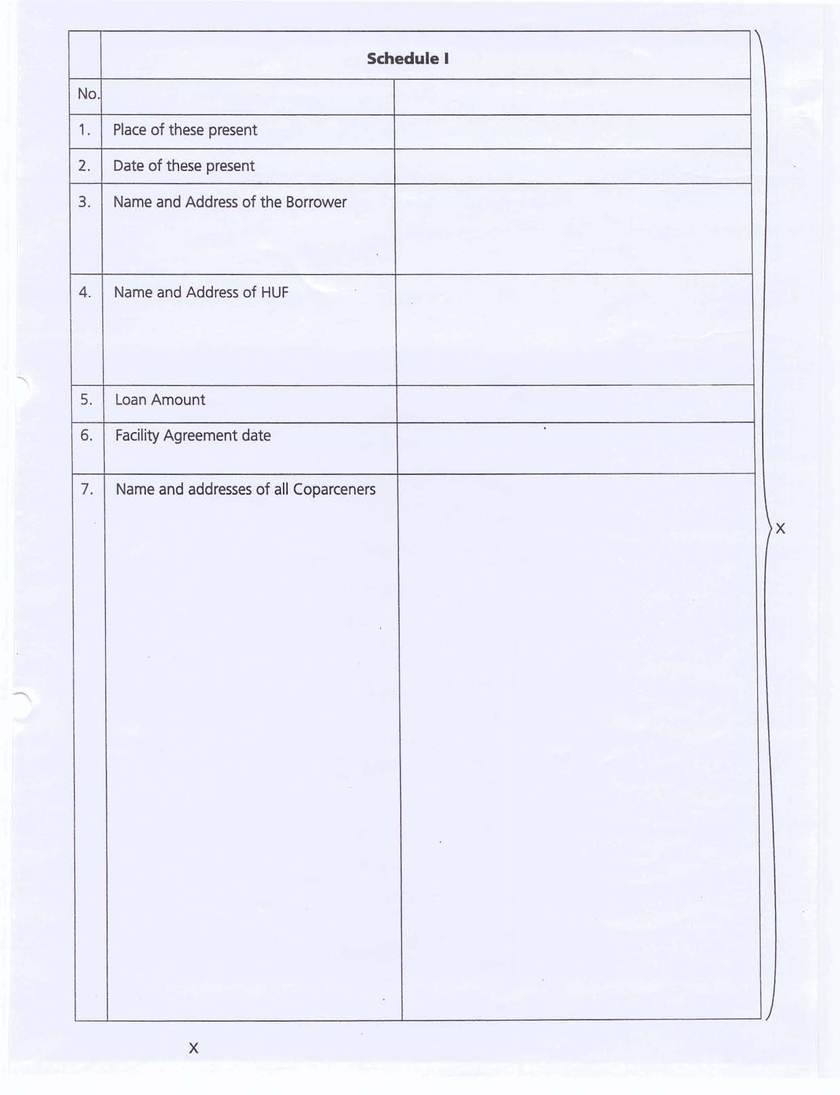 Schedule I
No.
1. Place of these present
2. Date of these present
3. Name and Address of the Borrower
4. Name and Address of HUF
5. Loan Amount
6. Facility Agreement date
7. Name and addresses of all Coparceners
X
X